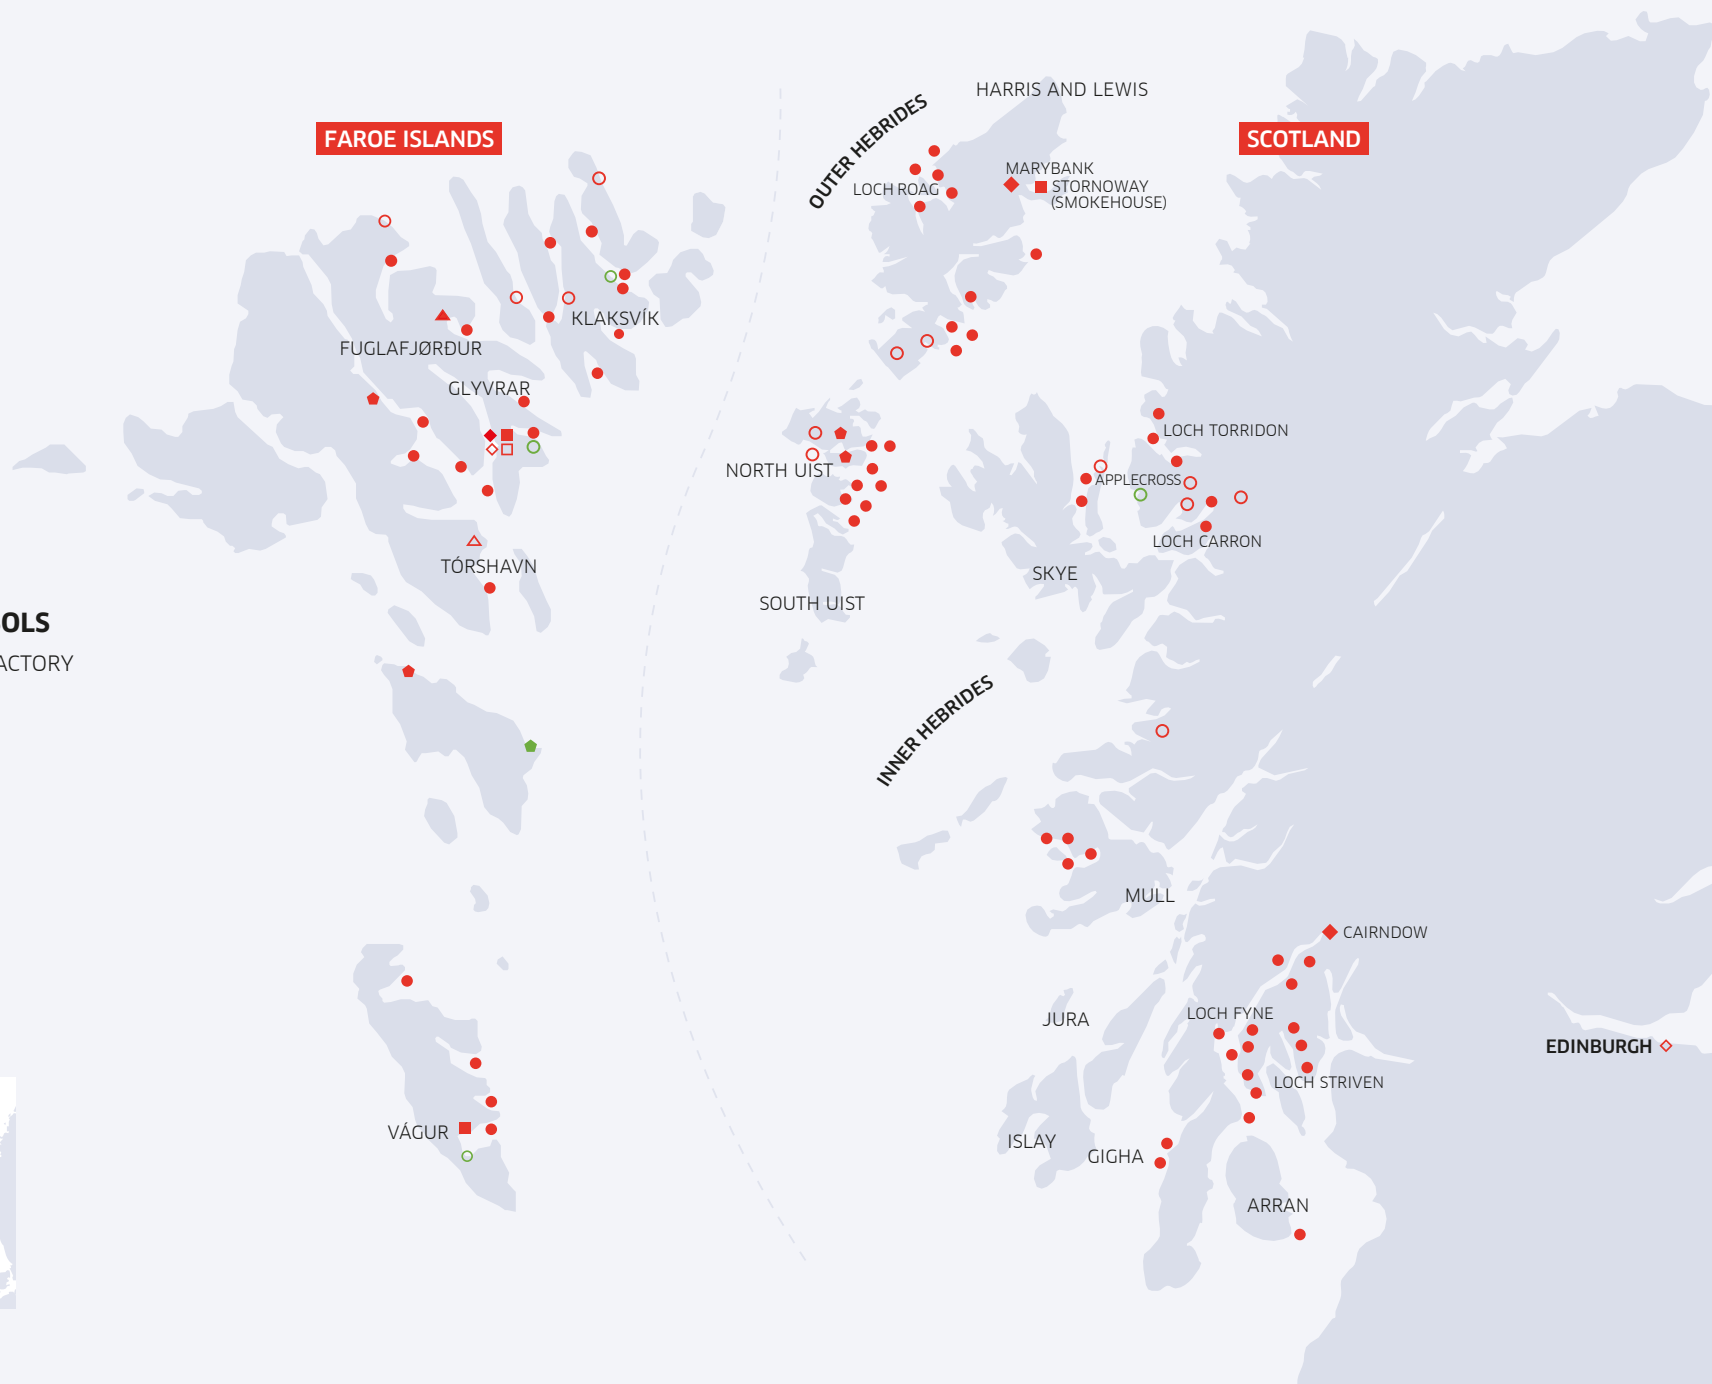 HARRIS AND LEWIS
OUTER HEBRIDES
FAROE ISLANDS
SCOTLAND
MARYBANK
LOCH ROAG
STORNOWAY
(SMOKEHOUSE)
KLAKSVÍK
FUGLAFJØRÐUR
GLYVRAR
LOCH TORRIDON
NORTH UIST
APPLECROSS
LOCH CARRON
TÓRSHAVN
SKYE
SOUTH UIST
OLS
ACTORY
INNER HEBRIDES
MULL
CAIRNDOW
LOCH FYNE
JURA
EDINBURGH
LOCH STRIVEN
VÁGUR
ISLAY
GIGHA
ARRAN